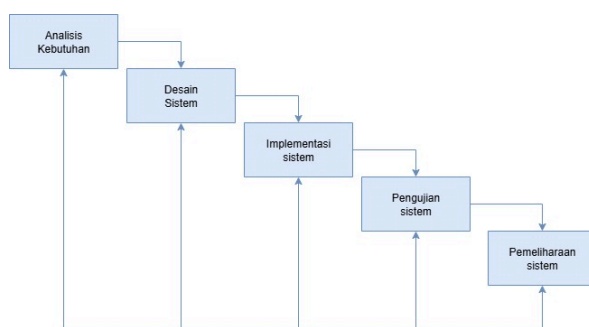 Analisis
Kebutuhan
Desain
Sistem
Implementasi
sistem
Pengujian
sistem
Pemeliharaan
sistem